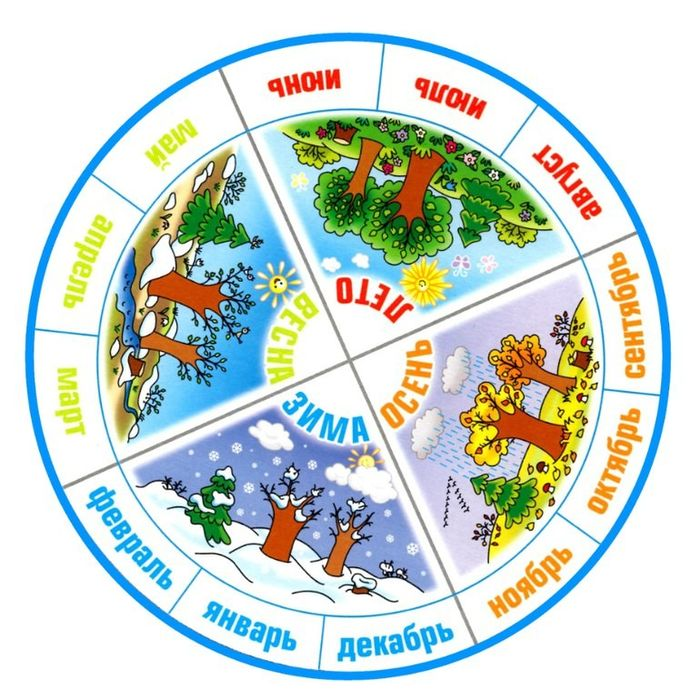 июнь
июль
август
сентябрь
октябрь
ноябрь
декабрь
январь
февраль
март
апрель
май
ЛЕТО
ОСЕНЬ
ЗИМА
ВЕСНА